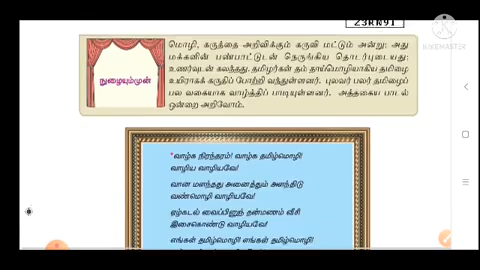 23RN91
மொழி, கருத்தை அறிவிக்கும் கருவி மட்டும் அன்று; அது
மக்களின் பண்பாட்டுடன் நெருங்கிய தொடர்புடையது;
உணர்வுடன் கலந்தது. தமிழர்கள் தம் தாய்மொழியாகிய தமிழை
உயிராகக் கருதிப் போற்றி வந்துள்ளனர். புலவர் பலர் தமிழைப்
பல வகையாக வாழ்த்திப் பாடியுள்ளனர். அத்தகைய பாடல்
ஒன்றை அறிவோம்.
நுழையும்முன்
*வாழ்க நிரந்தரம்! வாழ்க தமிழ்மொழி!
வாழிய வாழியவே!
வான மளந்தது அனைத்தும் அளந்திடு
வண்மொழி வாழியவே!
ஏழ்கடல் வைப்பினுந் தன்மணம் வீசி
இசைகொண்டு வாழியவே!
எங்கள் தமிழ்மொழி! எங்கள் தமிழ்மொழி!
KINEMASTER